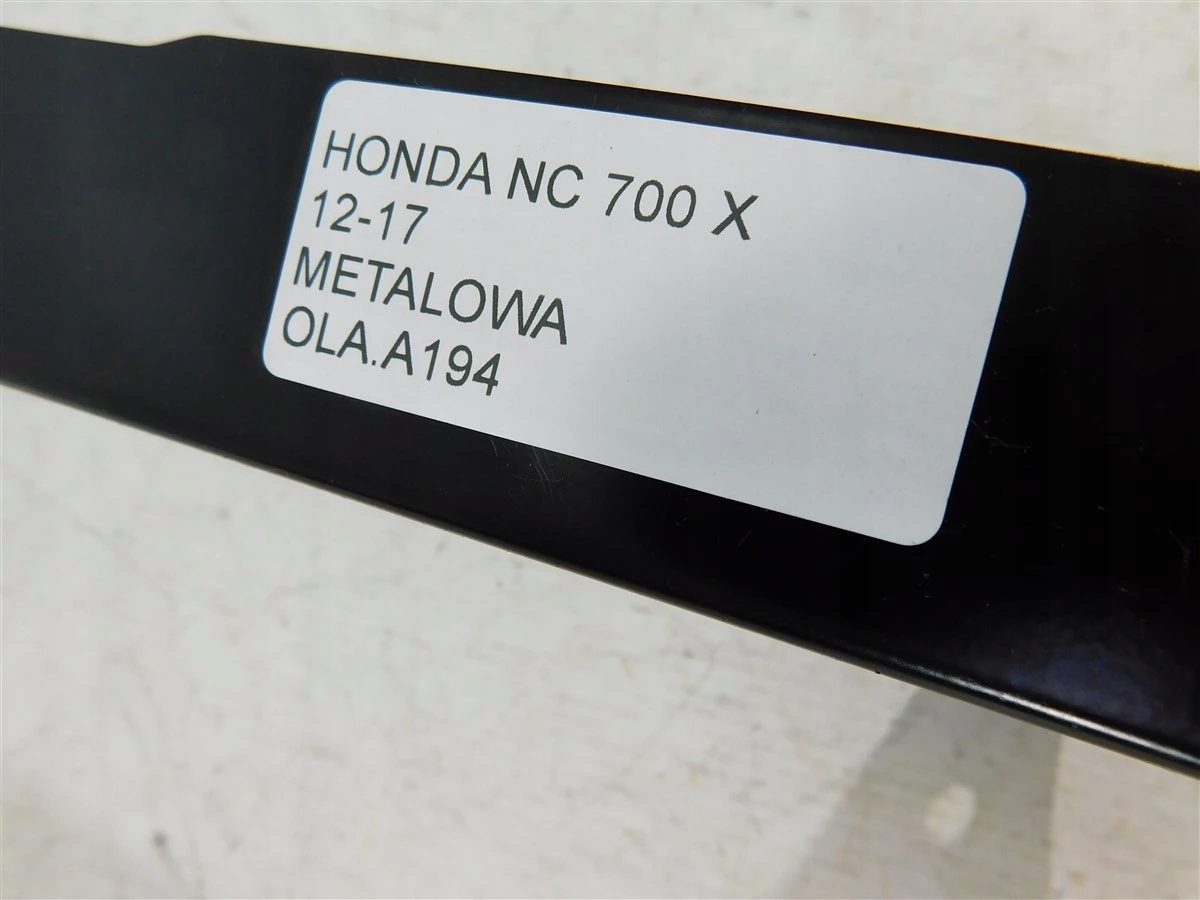 HONDA NC 700 X
12-17
METALOWA
OLA.A194